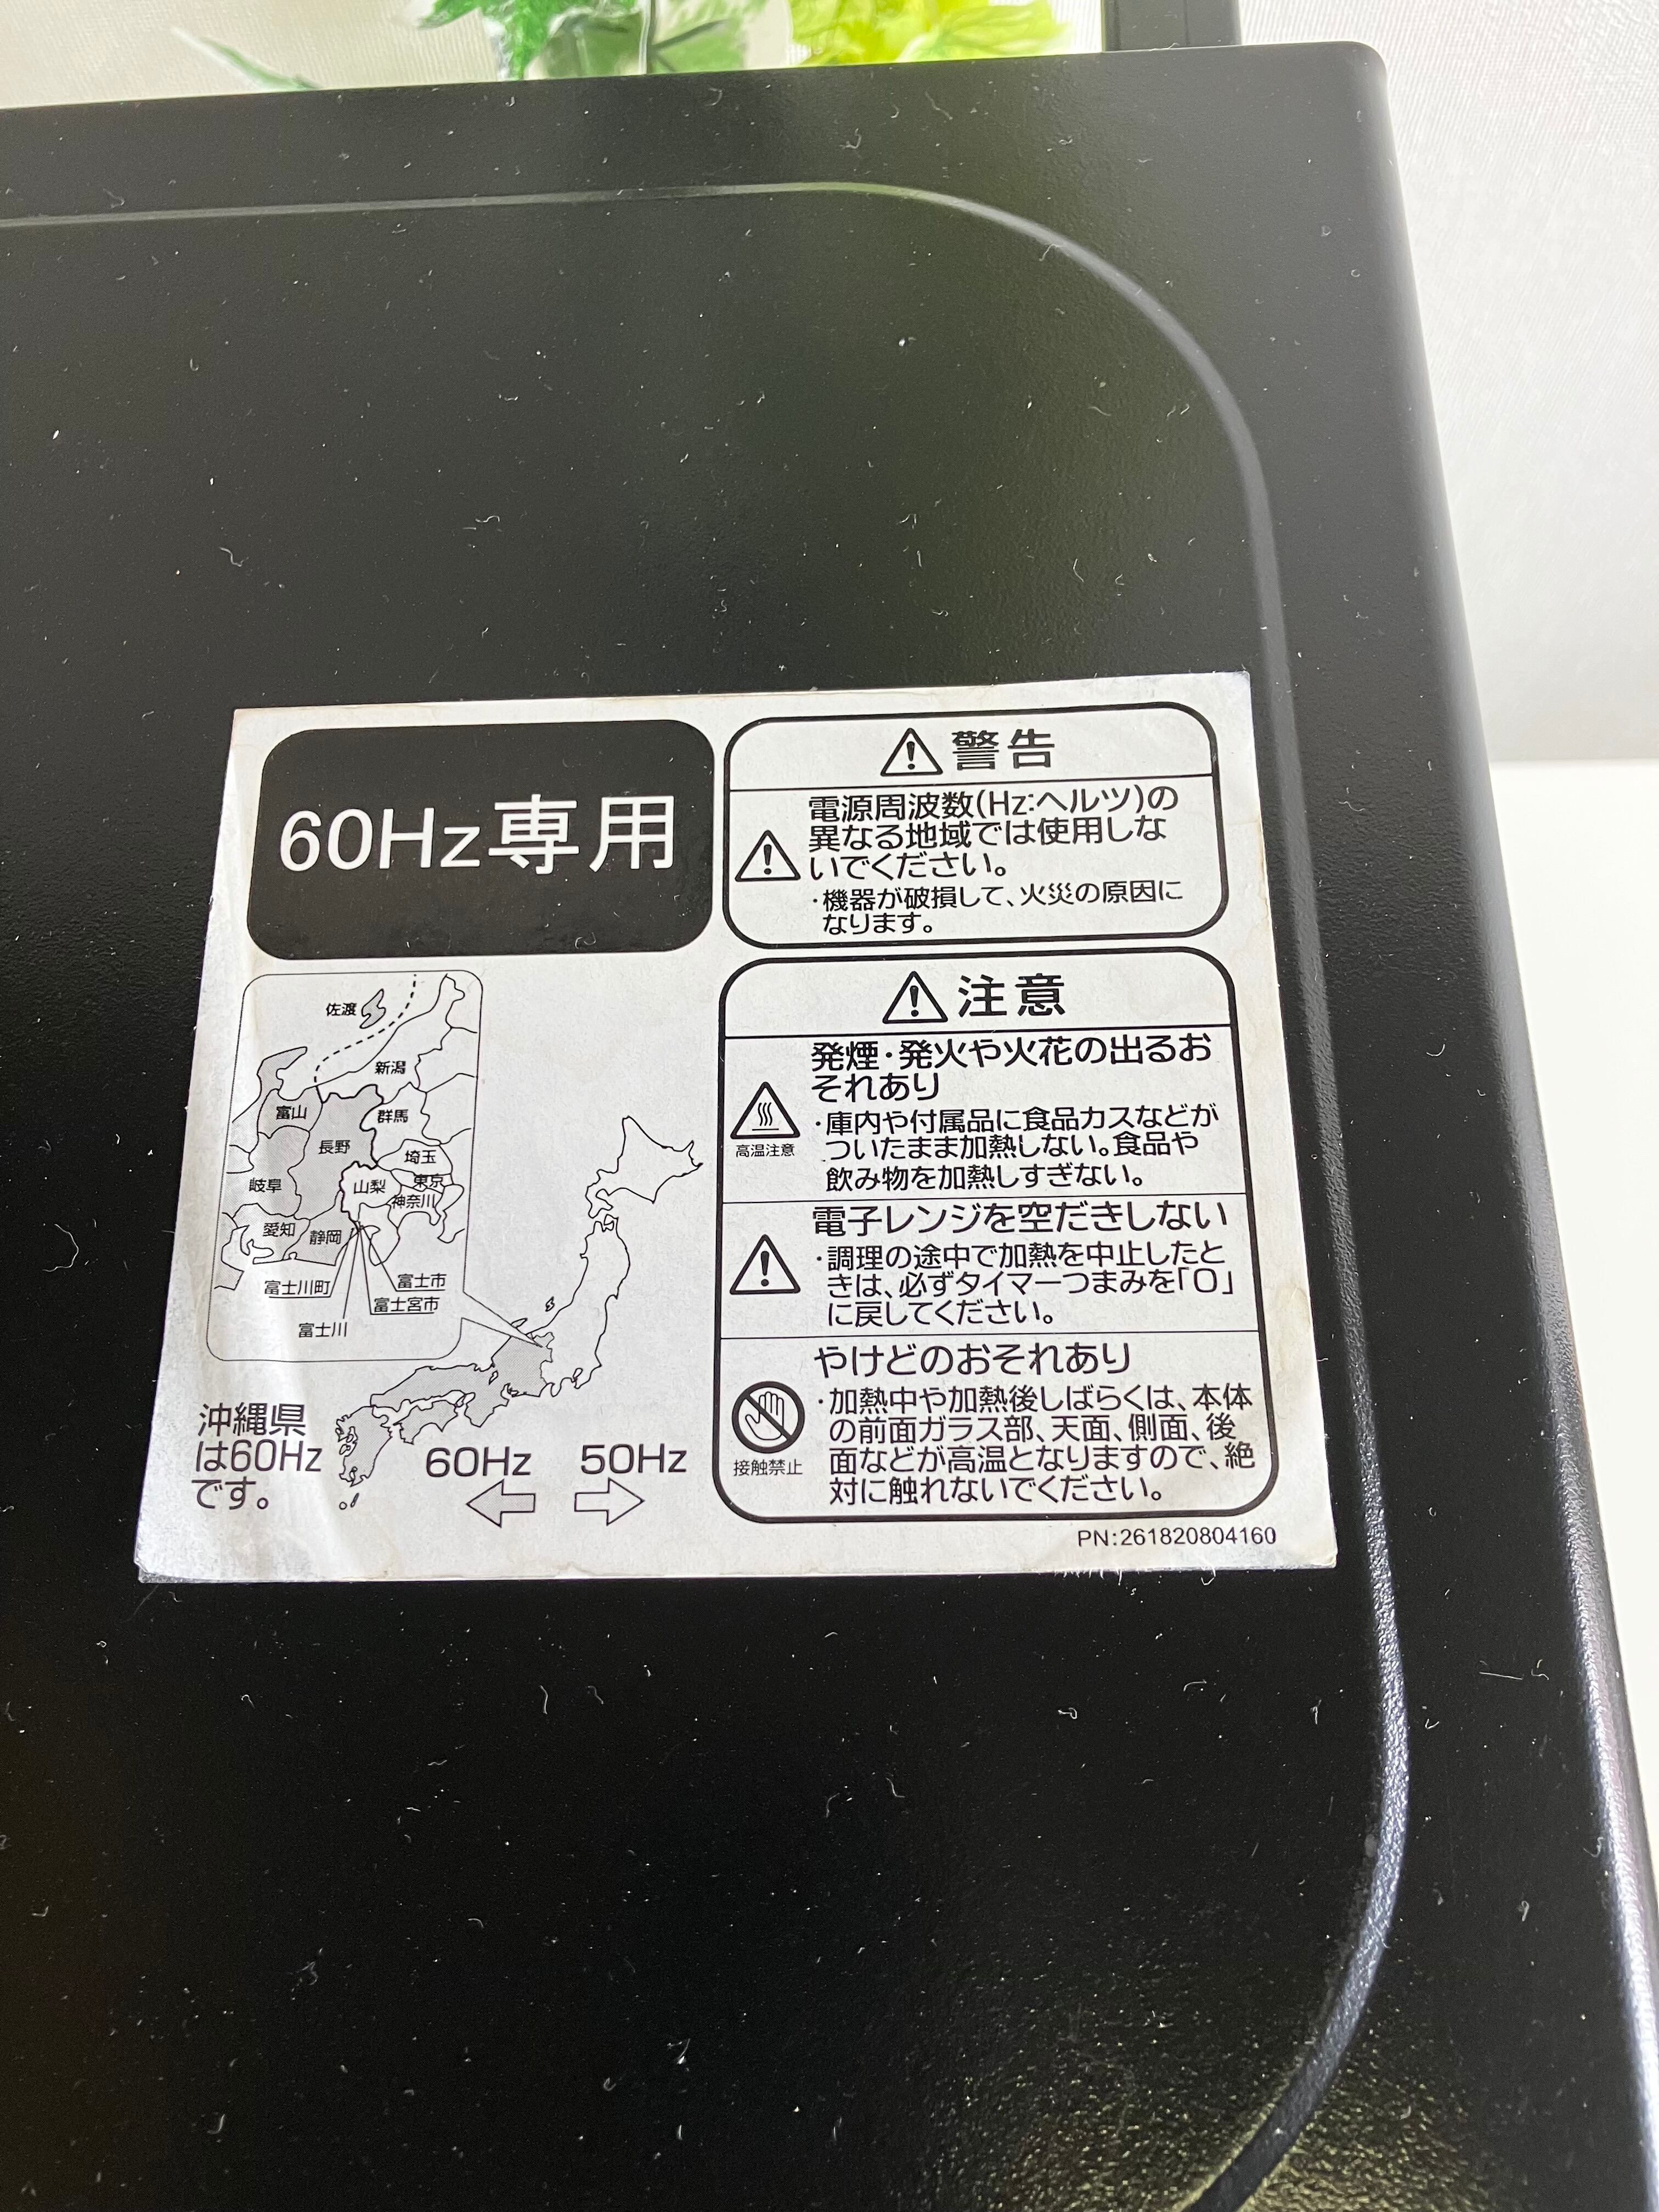 60Hz専用
警告
電源周波数(Hz:ヘルツ)の
異なる地域では使用しな
いでください。
・機器が破損して、火災の原因に
なります。
注意
発煙・発火や火花の出るお
それあり
・庫内や付属品に食品カスなどが
ついたまま加熱しない。食品や
飲み物を加熱しすぎない。
高温注意
電子レンジを空だきしない
・調理の途中で加熱を中止したと
きは、必ずタイマーつまみを「0」
に戻してください。
やけどのおそれあり
・加熱中や加熱後しばらくは、本体
の前面ガラス部、天面、側面、後
面などが高温となりますので、絶
対に触れないでください。
接触禁止
PN:261820804160
佐渡
新潟
富山
群馬
長野
埼玉
岐阜
山梨
東京
神奈川
愛知
静岡
富士川町
富士市
富士宮市
富士川
沖縄県
は60Hz
です。
60Hz
50Hz